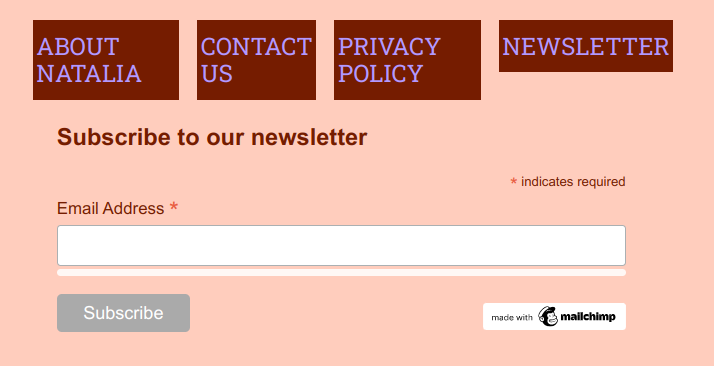 ABOUT
NATALIA
CONTACT
US
PRIVACY
POLICY
NEWSLETTER
Subscribe to our newsletter
* indicates required
Email Address *
Subscribe
made with mailchimp